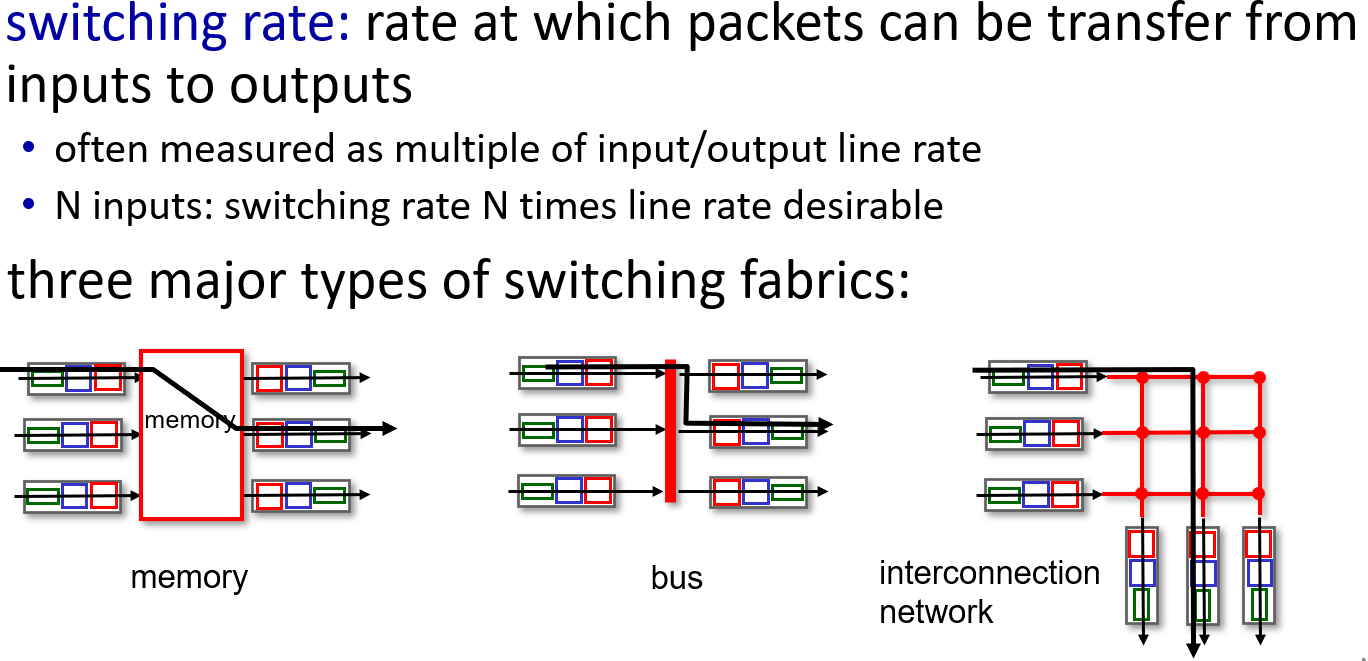 switching rate: rate at which packets can be transfer from
inputs to outputs
• often measured as multiple of input/output line rate
• N inputs: switching rate N times line rate desirable
three major types of switching fabrics:
memory
memory
bus
interconnection
network